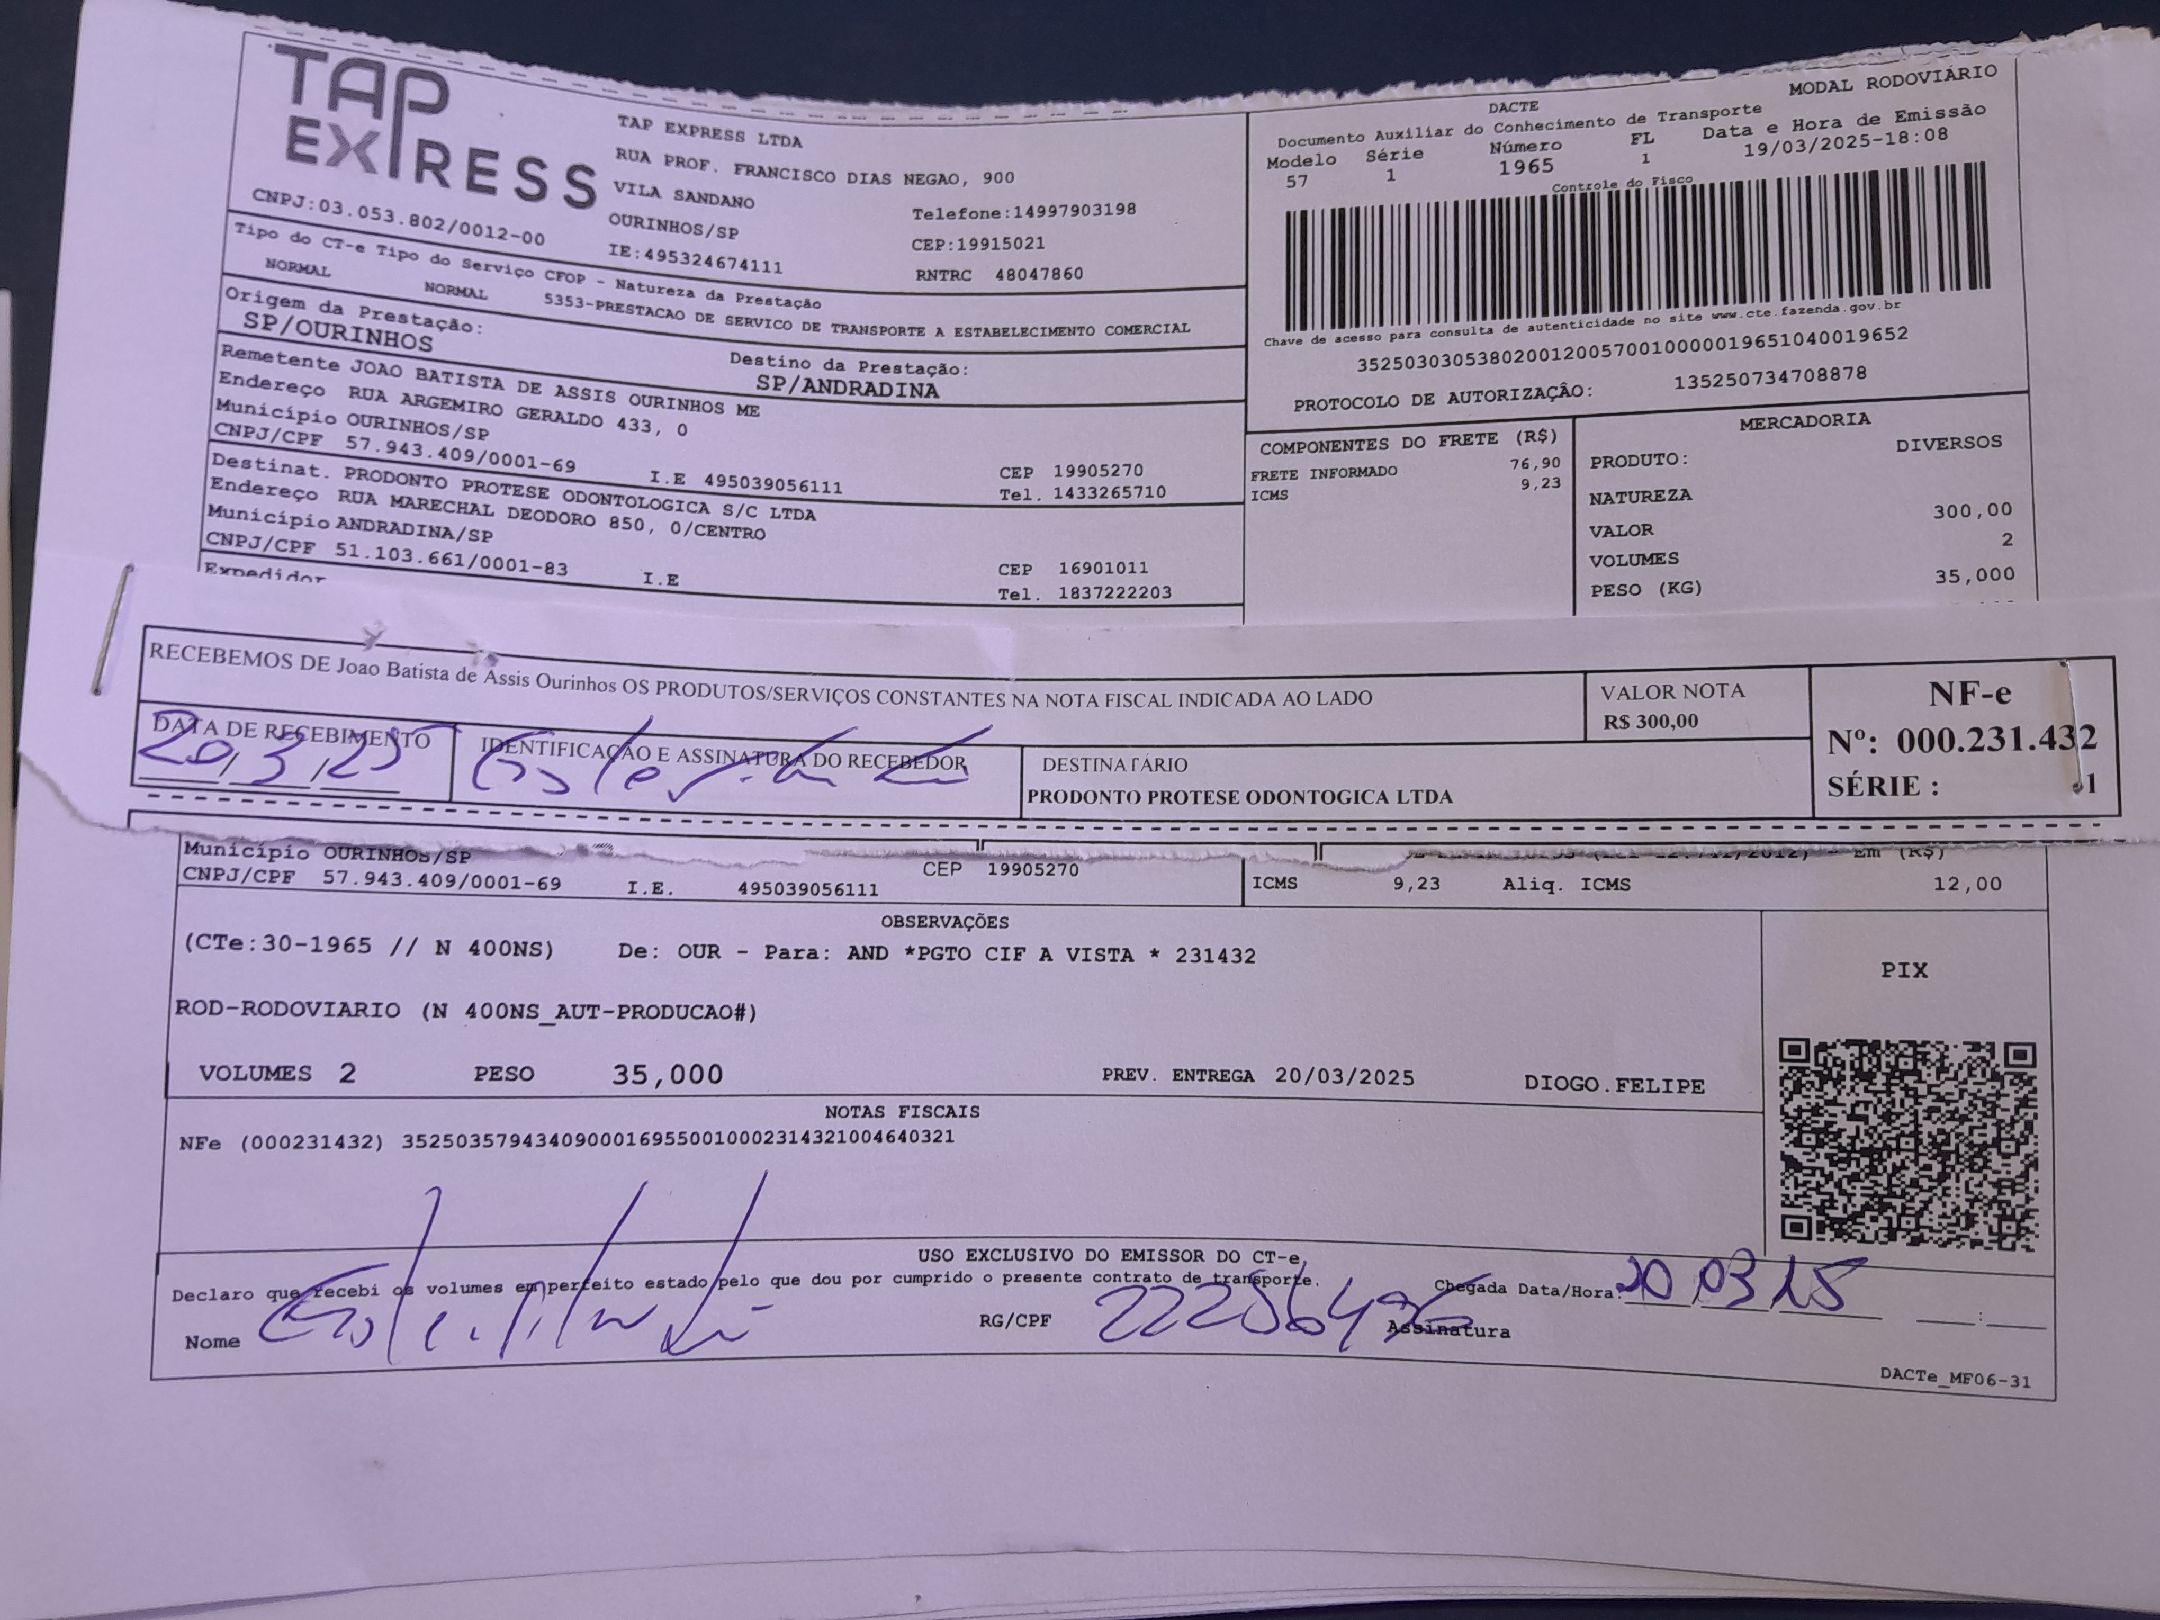 TAP
EXPRESS
TAP EXPRESS LTDA
RUA PROF. FRANCISCO DIAS NEGAO, 900
VILA SANDANO
OURINHOS/SP
Telefone:14997903198
CEP:19915021
CNPJ:03.053.802/0012-00
IE:495324674111
RNTRC 48047860
Tipo do CT-e Tipo do Serviço CFOP - Natureza da Prestação
NORMAL NORMAL 5353-PRESTACAO DE SERVICO DE TRANSPORTE A ESTABELECIMENTO COMERCIAL
Origem da Prestação:
SP/OURINHOS
Destino da Prestação:
SP/ANDRADINA
Remetente JOAO BATISTA DE ASSIS OURINHOS ME
Endereço RUA ARGEMIRO GERALDO 433, 0
Município OURINHOS/SP CEP 19905270
CNPJ/CPF 57.943.409/0001-69 I.E 495039056111 Tel. 1433265710
Destinat. PRODONTO PROTESE ODONTOLOGICA S/C LTDA
Endereço RUA MARECHAL DEODORO 850, 0/CENTRO
Município ANDRADINA/SP CEP 16901011
CNPJ/CPF 51.103.661/0001-83 I.E Tel. 1837222203
Expedidor
MODAL RODOVIÁRIO
DACTE
Documento Auxiliar do Conhecimento de Transporte
Modelo Série Número FL Data e Hora de Emissão
57 1 1965 1 19/03/2025-18:08
Controle do Fisco
Chave de acesso para consulta de autenticidade no site www.cte.fazenda.gov.br
35250303053802001200570010000019651040019652
PROTOCOLO DE AUTORIZAÇÃO: 135250734708878
COMPONENTES DO FRETE (R$)
FRETE INFORMADO 76,90
ICMS 9,23
MERCADORIA
PRODUTO: DIVERSOS
NATUREZA
VALOR 300,00
VOLUMES 2
PESO (KG) 35,000
RECEBEMOS DE Joao Batista de Assis Ourinhos OS PRODUTOS/SERVIÇOS CONSTANTES NA NOTA FISCAL INDICADA AO LADO
VALOR NOTA
R$ 300,00
NF-e
Nº: 000.231.432
SÉRIE : 1
DATA DE RECEBIMENTO
20/3/25
IDENTIFICAÇÃO E ASSINATURA DO RECEBEDOR
DESTINATÁRIO
PRODONTO PROTESE ODONTOGICA LTDA
Município OURINHOS/SP CEP 19905270
CNPJ/CPF 57.943.409/0001-69 I.E. 495039056111
Em (R$)
ICMS 9,23 Aliq. ICMS 12,00
OBSERVAÇÕES
(CTe:30-1965 // N 400NS) De: OUR - Para: AND *PGTO CIF A VISTA * 231432
ROD-RODOVIARIO (N 400NS_AUT-PRODUCAO#)
VOLUMES 2 PESO 35,000 PREV. ENTREGA 20/03/2025 DIOGO.FELIPE
PIX
NOTAS FISCAIS
NFe (000231432) 35250357943409000169550010002314321004640321
USO EXCLUSIVO DO EMISSOR DO CT-e
Declaro que recebi os volumes em perfeito estado pelo que dou por cumprido o presente contrato de transporte.
Chegada Data/Hora: 20 03 25
Nome
RG/CPF
Assinatura
DACTe_MF06-31